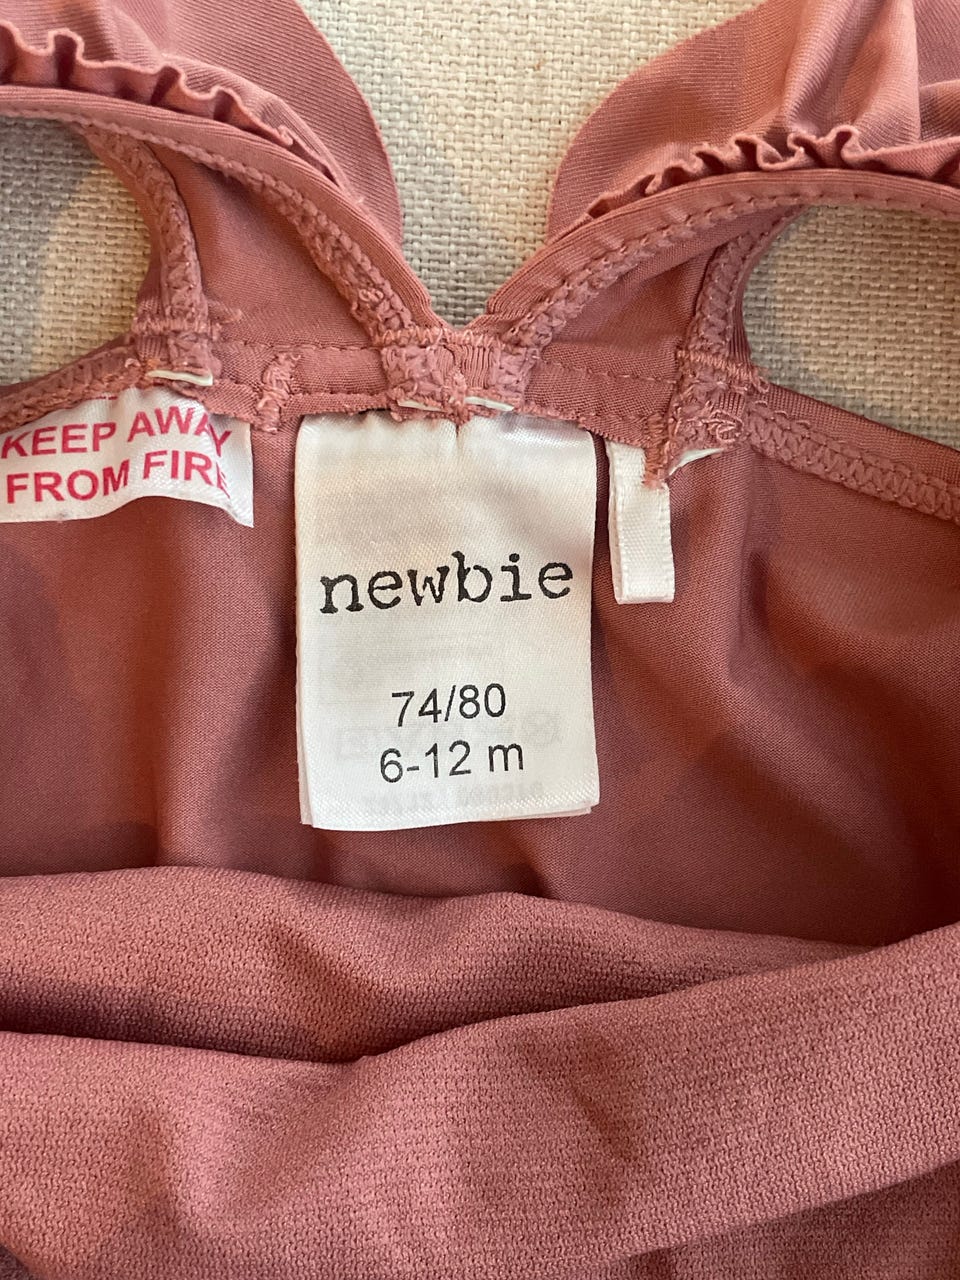 KEEP AWAY
FROM FIRE
newbie
74/80
6-12 m